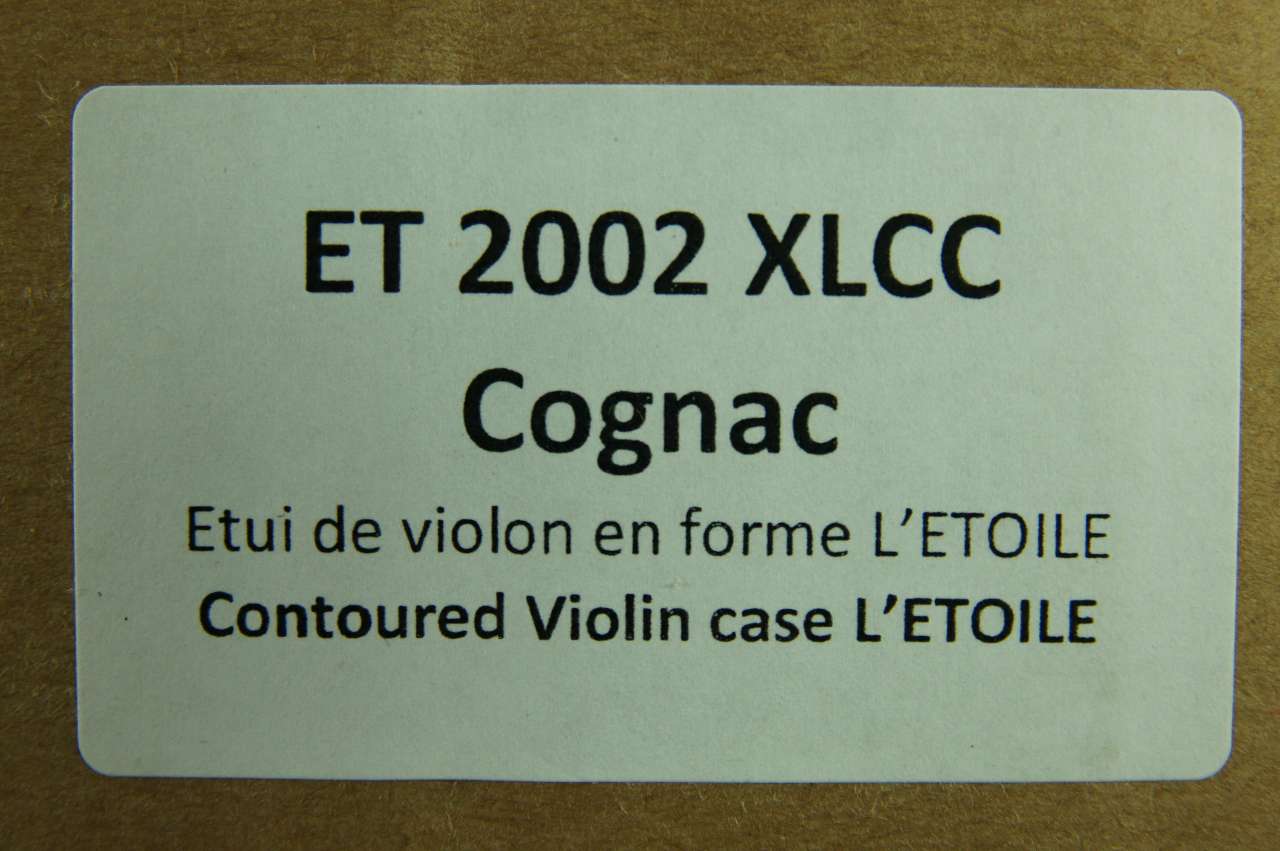 ET 2002 XLCC
Cognac
Etui de violon en forme L’ETOILE
Contoured Violin case L’ETOILE